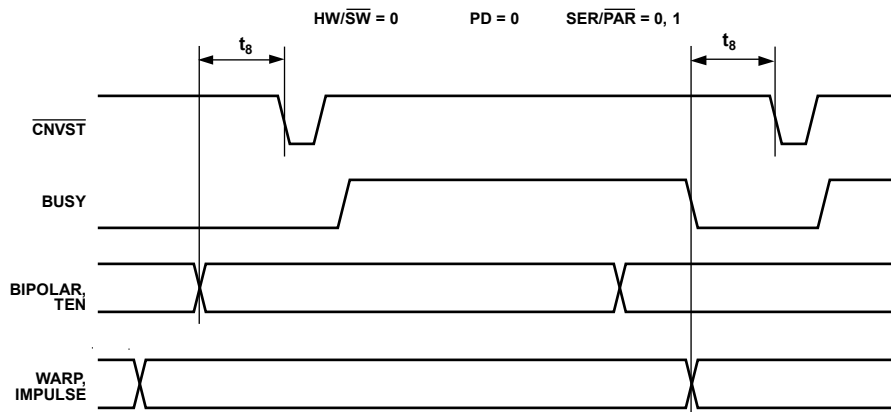 HW/SW = 0 PD = 0 SER/PAR = 0, 1
t8 t8
CNVST
BUSY
BIPOLAR,
TEN
WARP,
IMPULSE